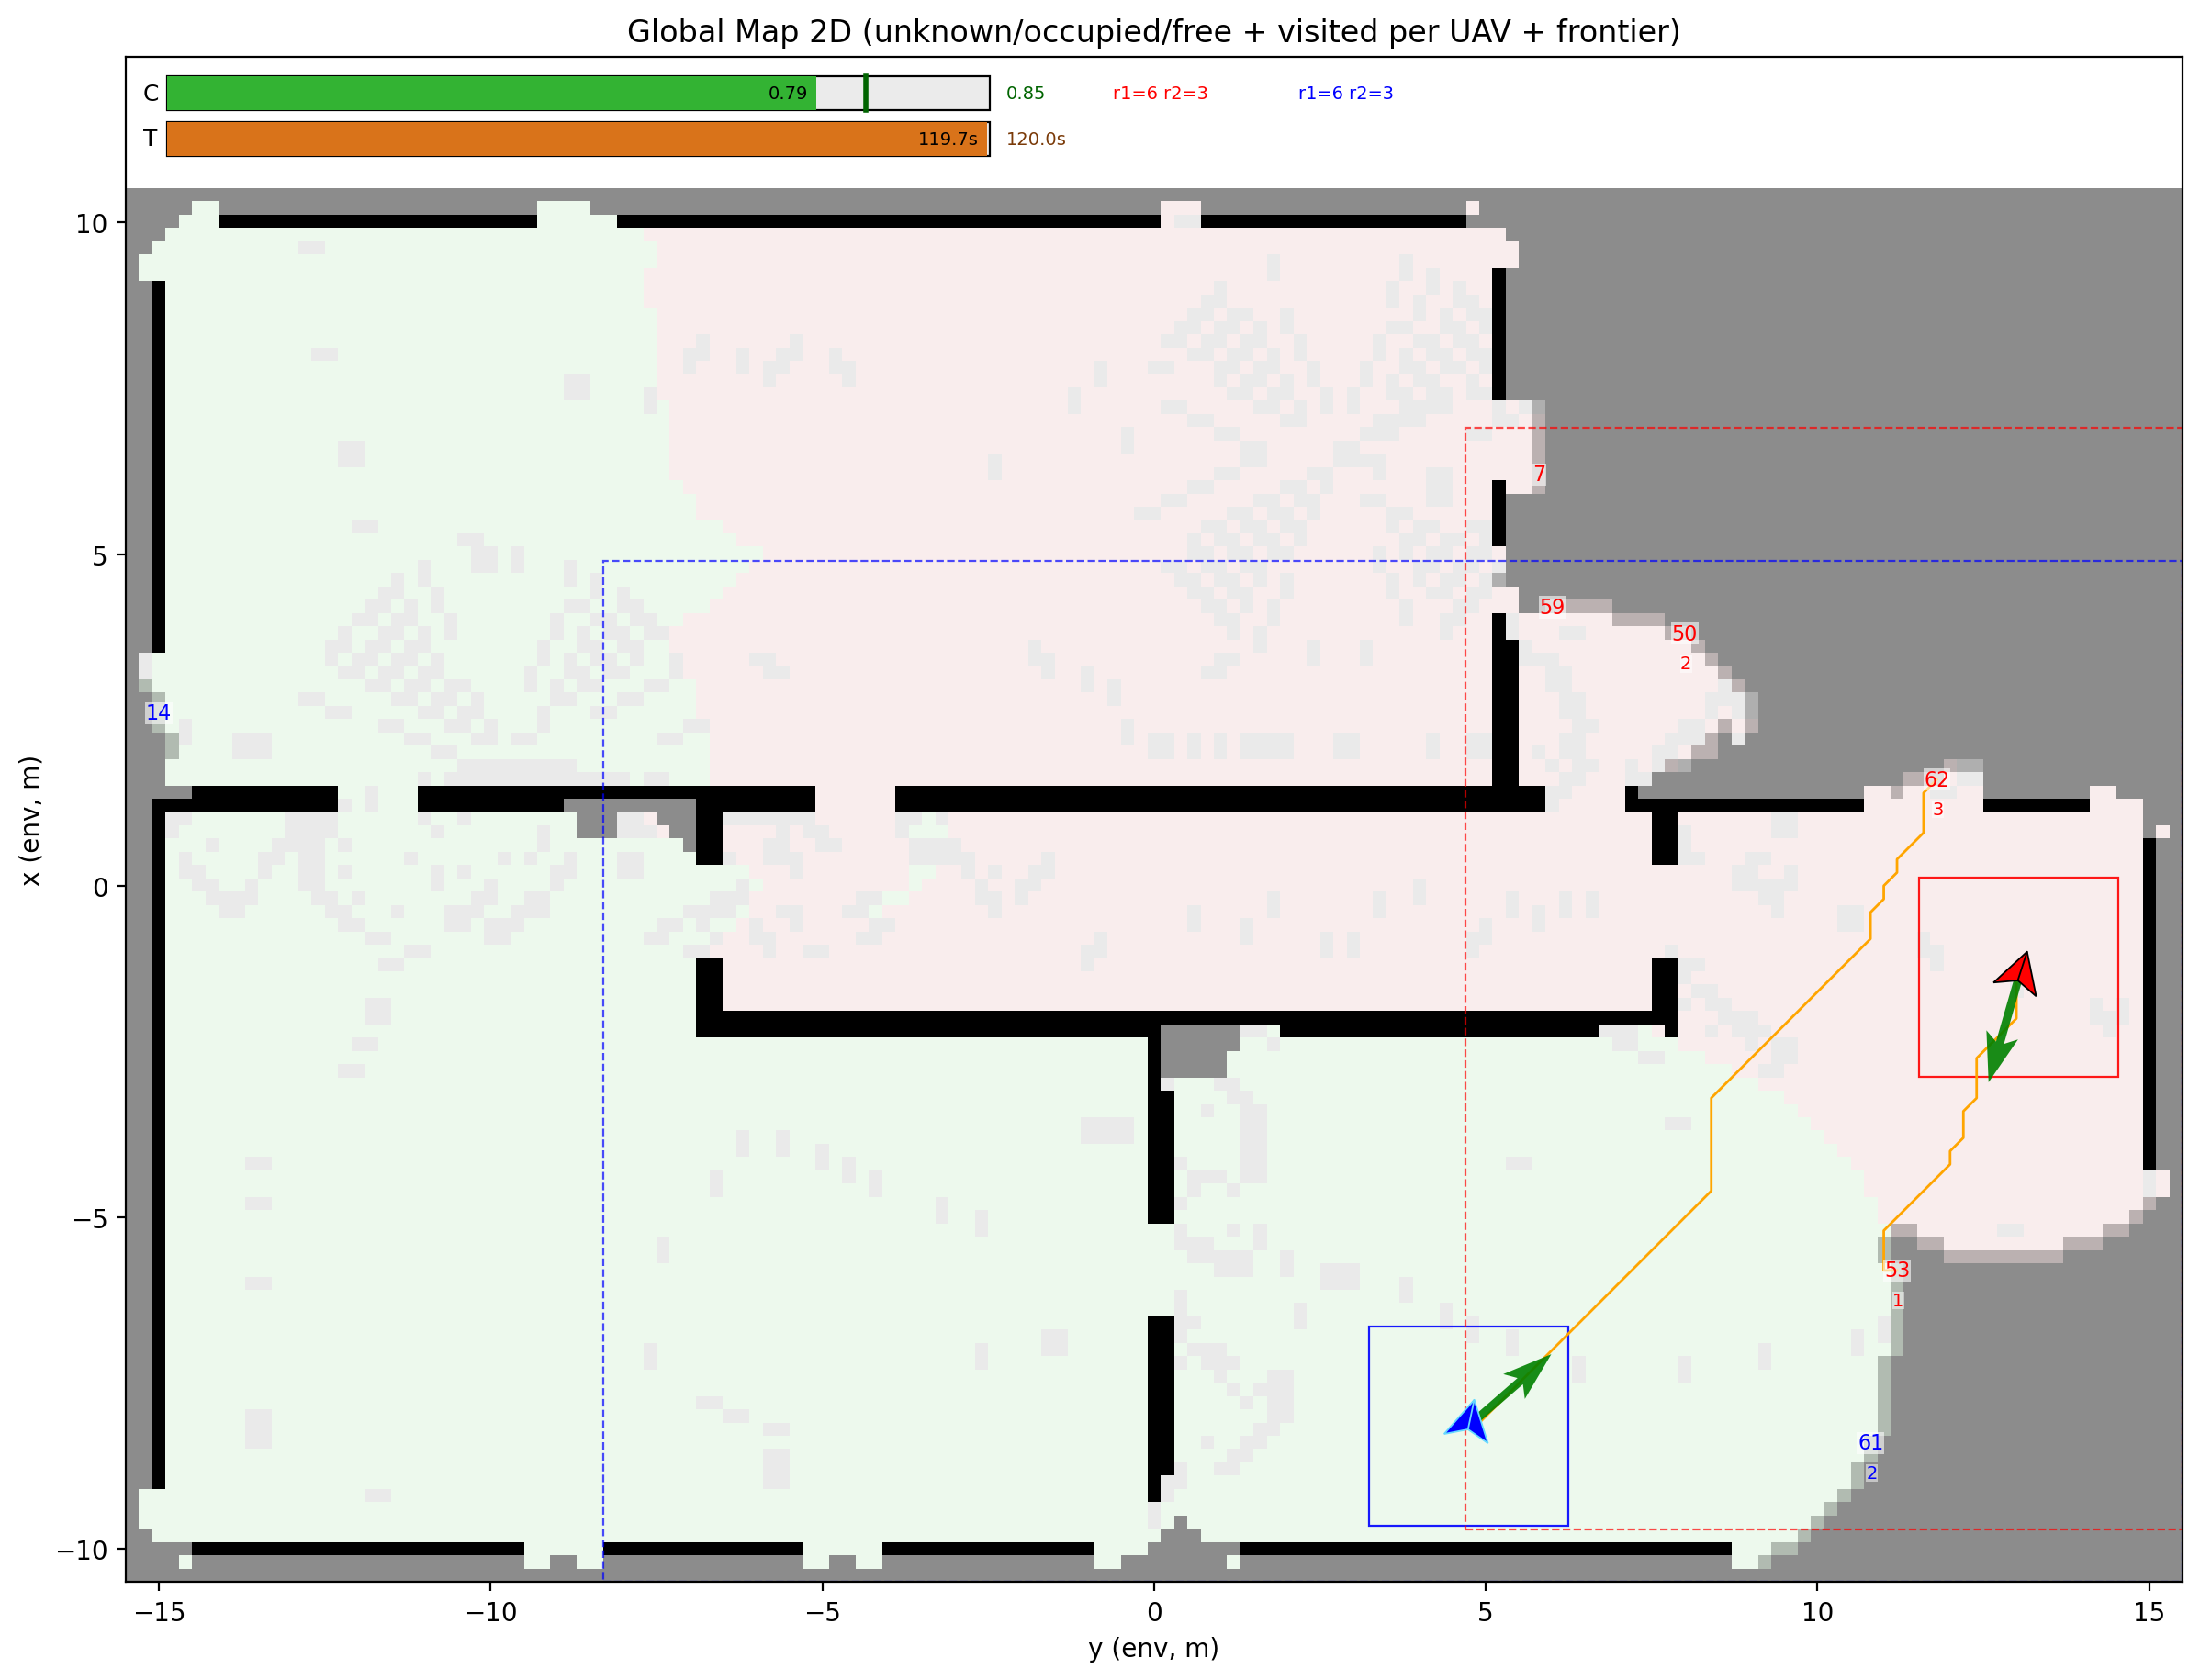 Global Map 2D (unknown/occupied/free + visited per UAV + frontier)
C 0.79 0.85 r1=6 r2=3 r1=6 r2=3
T 119.7s 120.0s
10
5
0
−5
−10
x (env, m)
7
59
50
2
14
62
3
53
1
61
2
−15 −10 −5 0 5 10 15
y (env, m)